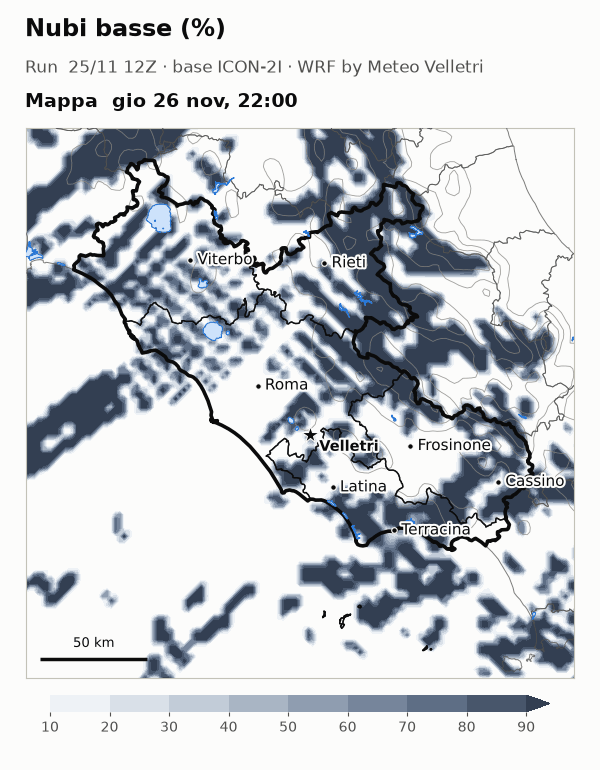 Nubi basse (%)
Run 25/11 12Z · base ICON-2I · WRF by Meteo Velletri
Mappa gio 26 nov, 22:00
Viterbo
Rieti
Roma
Velletri
Frosinone
Cassino
Latina
Terracina
50 km
10 20 30 40 50 60 70 80 90